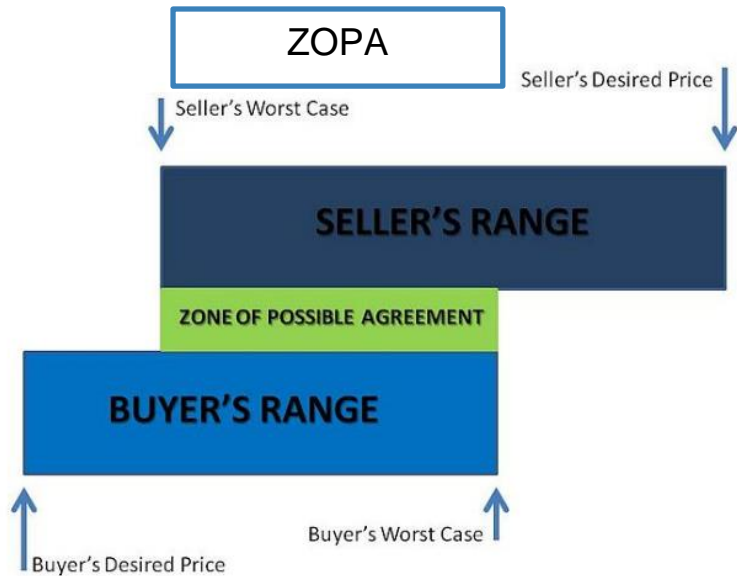 ZOPA
Seller's Desired Price
Seller's Worst Case
SELLER'S RANGE
ZONE OF POSSIBLE AGREEMENT
BUYER'S RANGE
Buyer's Worst Case
Buyer's Desired Price